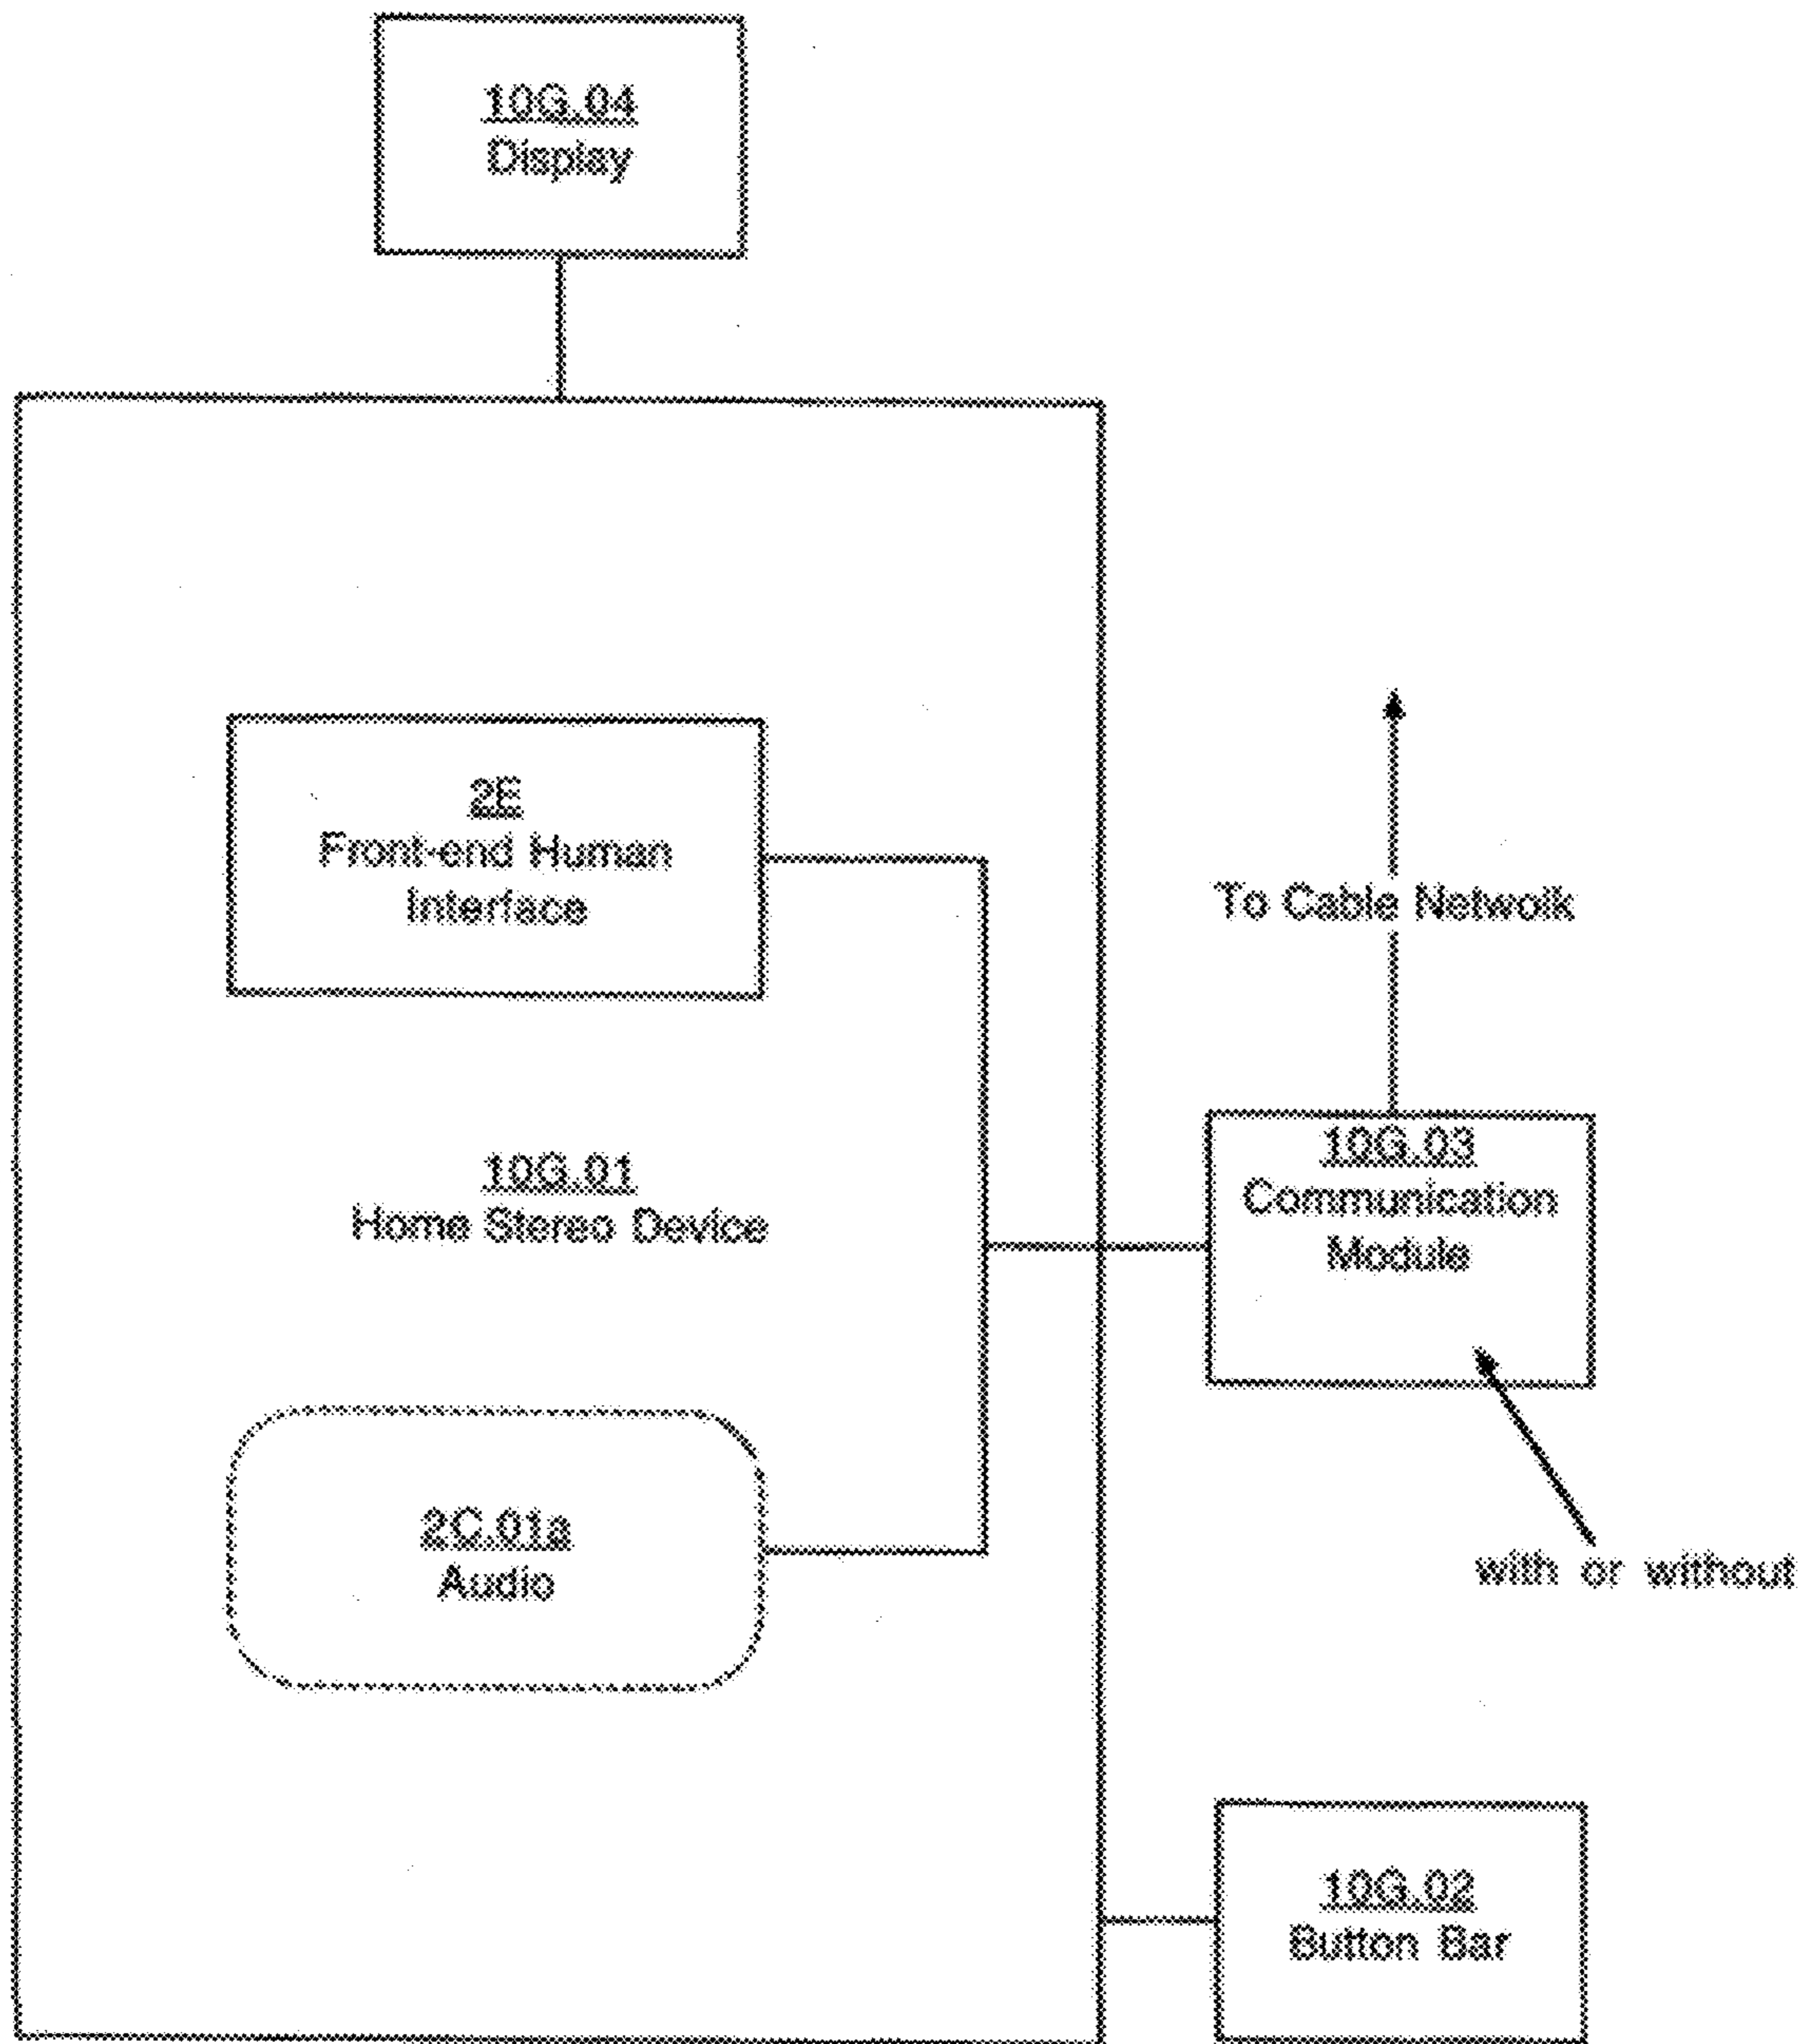 10G.04
Display
2E
Front-end Human
Interface
To Cable Network
10G.03
Communication
Module
10G.01
Home Stereo Device
with or without
2C.01a
Audio
10G.02
Button Bar